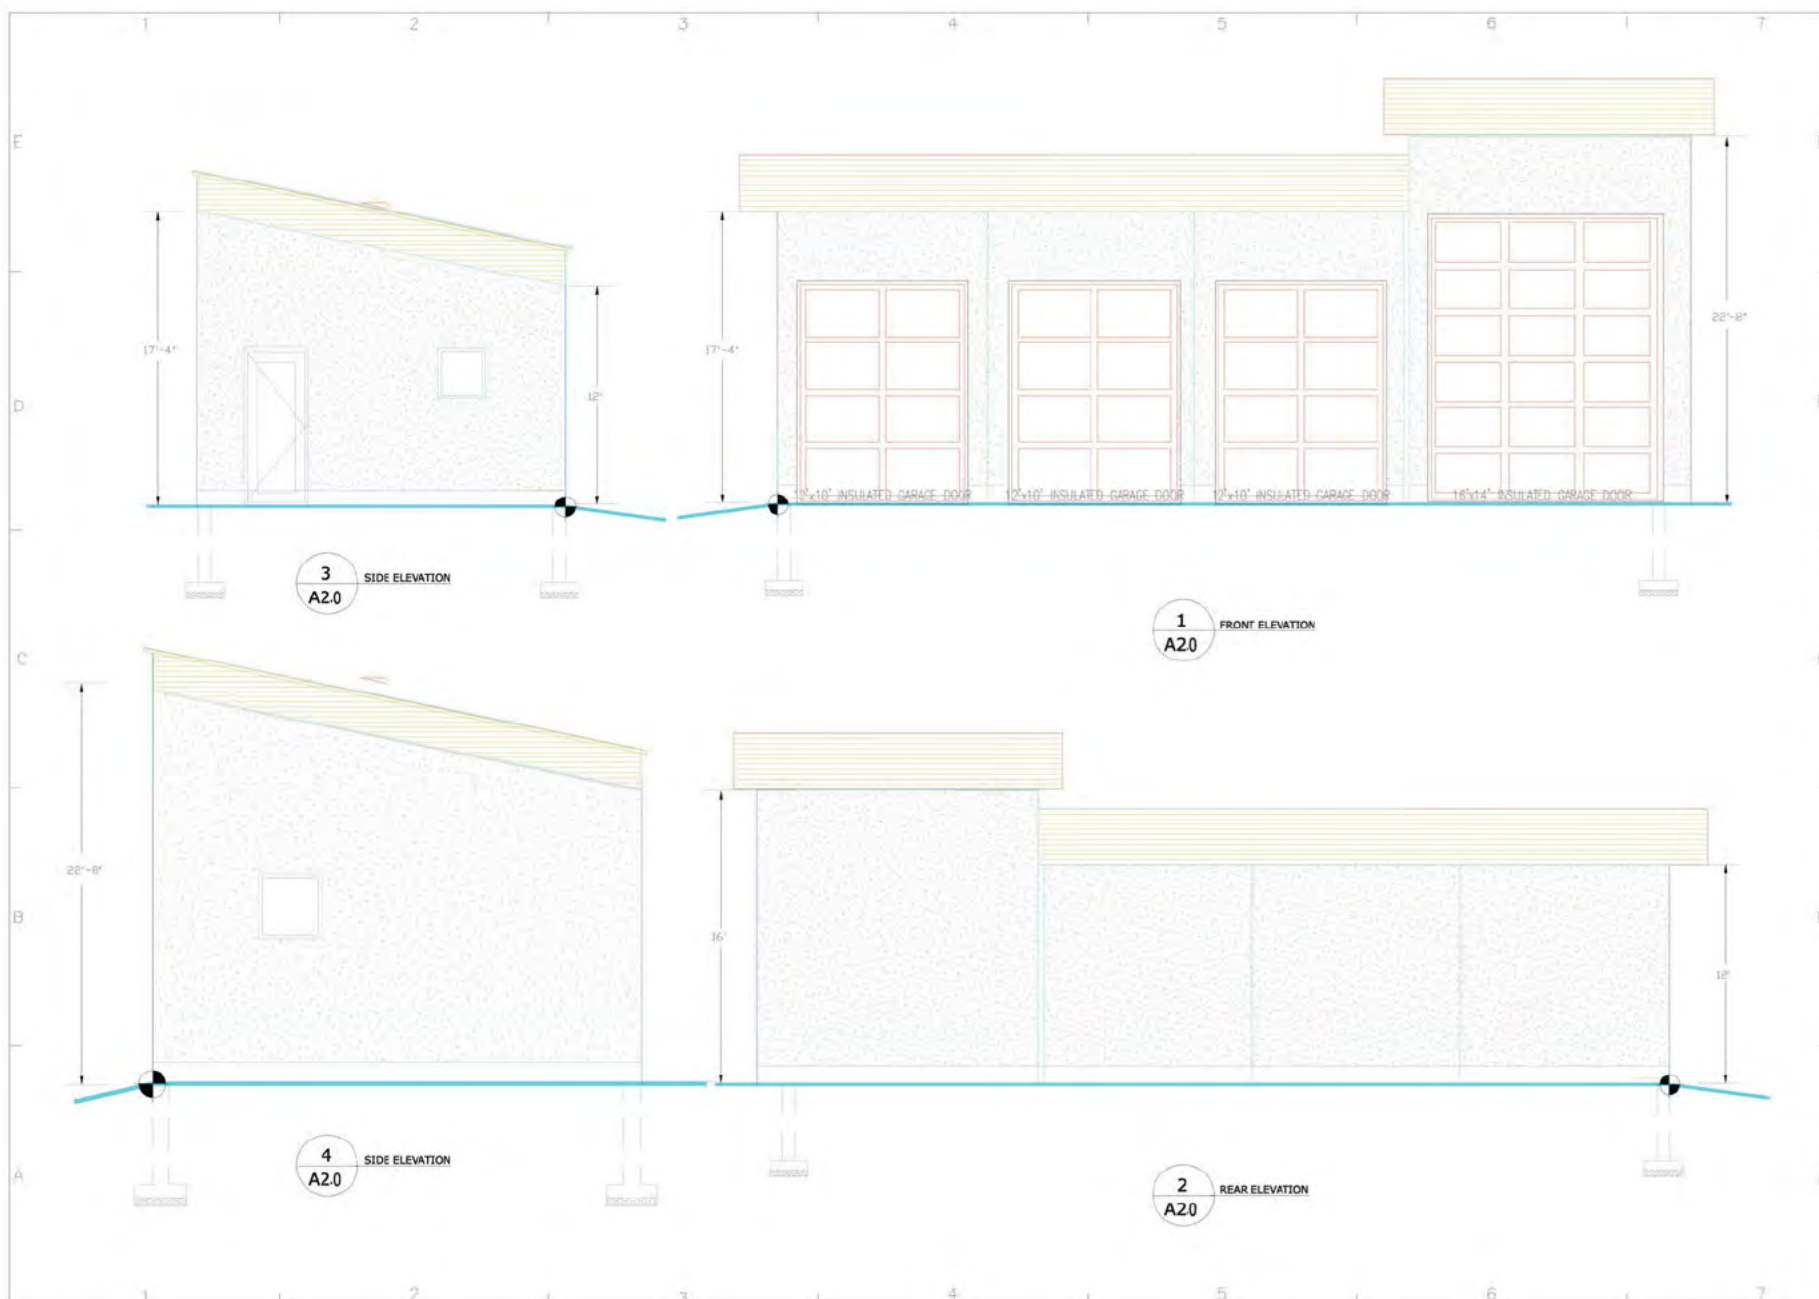 1 2 3 4 5 6 7
E
17'-4"
12'
17'-4"
22'-8"
D
12'x10' INSULATED GARAGE DOOR
12'x10' INSULATED GARAGE DOOR
12'x10' INSULATED GARAGE DOOR
16'x14' INSULATED GARAGE DOOR
3
A2.0
SIDE ELEVATION
1
A2.0
FRONT ELEVATION
C
22'-8"
B
16'
12'
4
A2.0
SIDE ELEVATION
2
A2.0
REAR ELEVATION
A
1 2 3 4 5 6 7